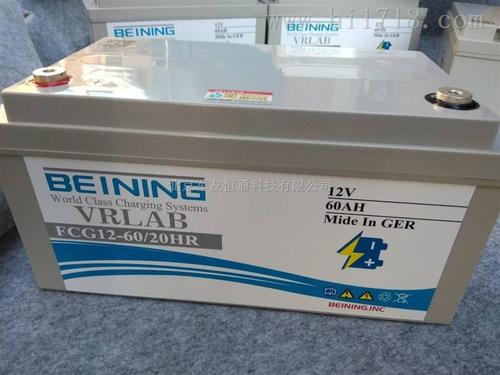 www.hi1718.com
BEINING
12V
60AH
BEINING
World Class Charging Systems
VRLAB
FCG12-60/20HR
12V
60AH
Mide In GER
BEINING.INC